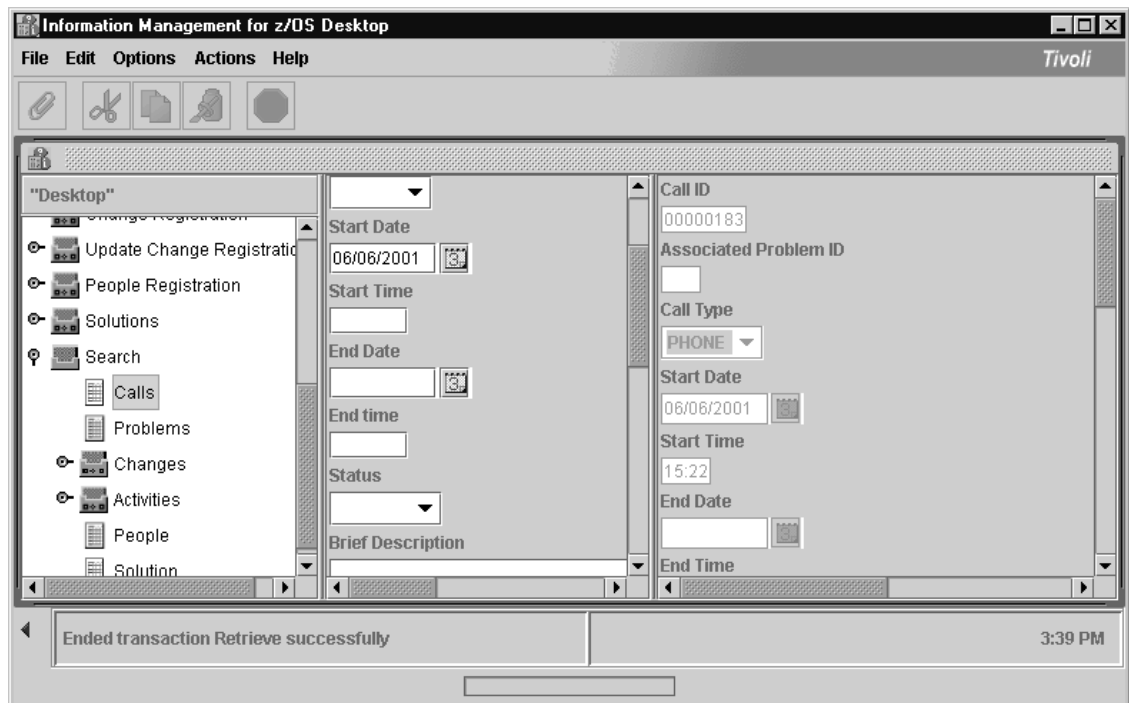 Information Management for z/OS Desktop
File Edit Options Actions Help
Tivoli
"Desktop"
Change Registration
Update Change Registratio
People Registration
Solutions
Search
Calls
Problems
Changes
Activities
People
Solution
Start Date
06/06/2001
Start Time
End Date
End time
Status
Brief Description
Call ID
00000183
Associated Problem ID
Call Type
PHONE
Start Date
06/06/2001
Start Time
15:22
End Date
End Time
Ended transaction Retrieve successfully
3:39 PM